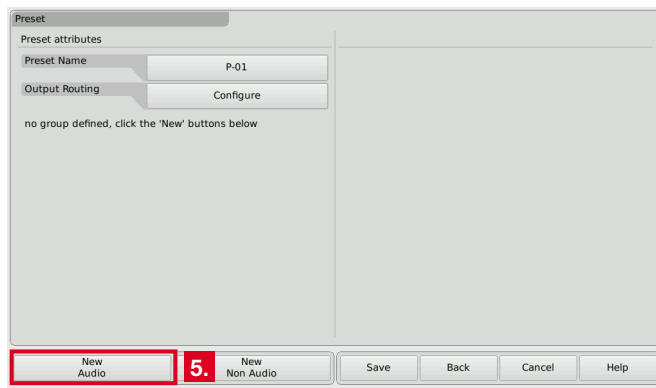 Preset
Preset attributes
Preset Name
P-01
Output Routing
Configure
no group defined, click the 'New' buttons below
New
Audio
5.
New
Non Audio
Save
Back
Cancel
Help